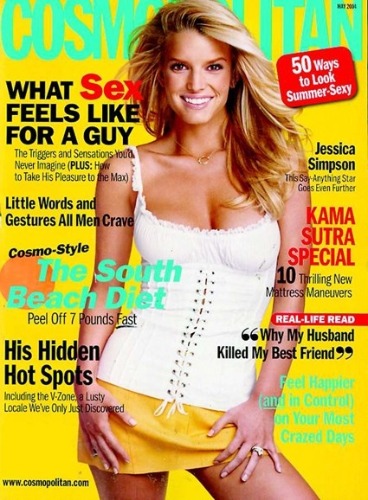 COSMOPOLITAN
MAY 2004
50 Ways
to Look
Summer-Sexy
WHAT Sex
FEELS LIKE
FOR A GUY
The Triggers and Sensations You'd
Never Imagine (PLUS: How
to Take His Pleasure to the Max)
Jessica
Simpson
This Say-Anything Star
Goes Even Further
Little Words and
Gestures All Men Crave
KAMA
SUTRA
SPECIAL
10 Thrilling New
Mattress Maneuvers
Cosmo-Style
The South
Beach Diet
Peel Off 7 Pounds Fast
REAL-LIFE READ
“Why My Husband
Killed My Best Friend”
His Hidden
Hot Spots
Including the V-Zone, a Lusty
Locale We've Only Just Discovered
Feel Happier
(and in Control)
on Your Most
Crazed Days
www.cosmopolitan.com